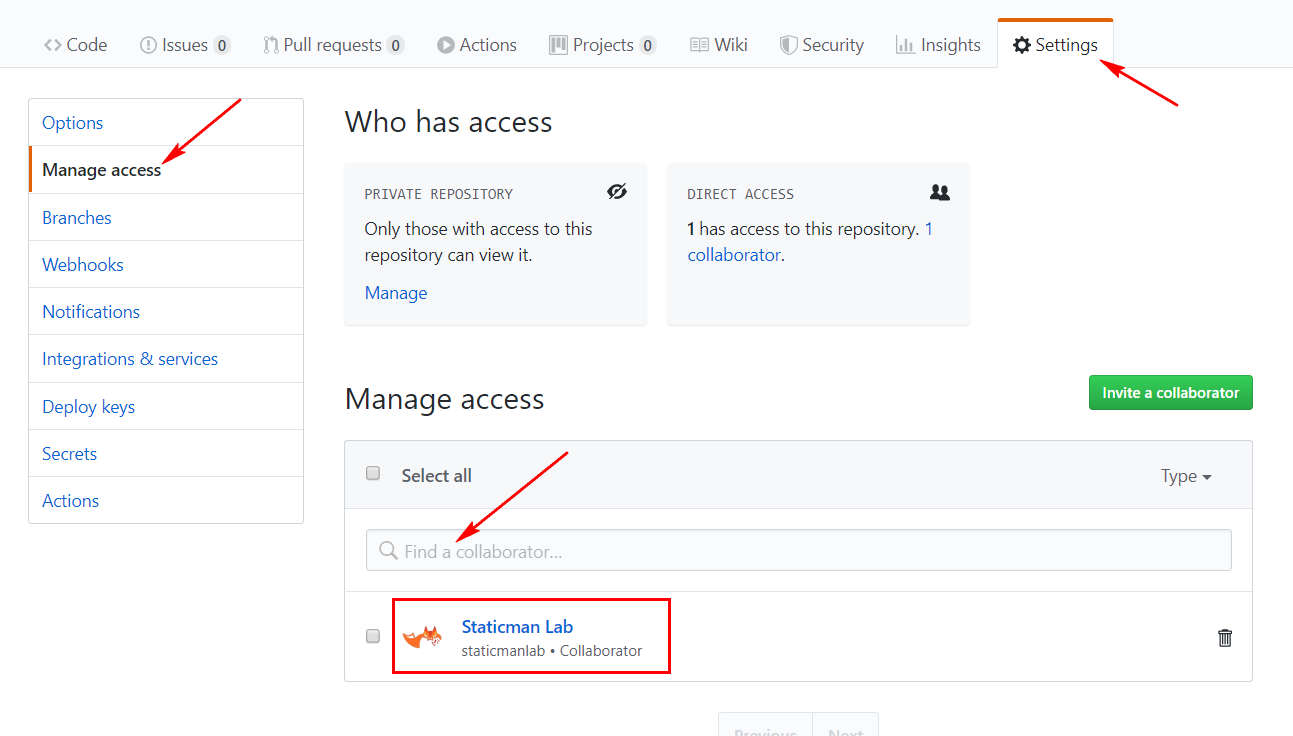 Code Issues 0 Pull requests 0 Actions Projects 0 Wiki Security Insights Settings
Options
Manage access
Branches
Webhooks
Notifications
Integrations & services
Deploy keys
Secrets
Actions
Who has access
PRIVATE REPOSITORY
Only those with access to this
repository can view it.
Manage
DIRECT ACCESS
1 has access to this repository. 1
collaborator.
Manage access
Invite a collaborator
Select all
Type
Find a collaborator...
Staticman Lab
staticmanlab • Collaborator
Previous Next